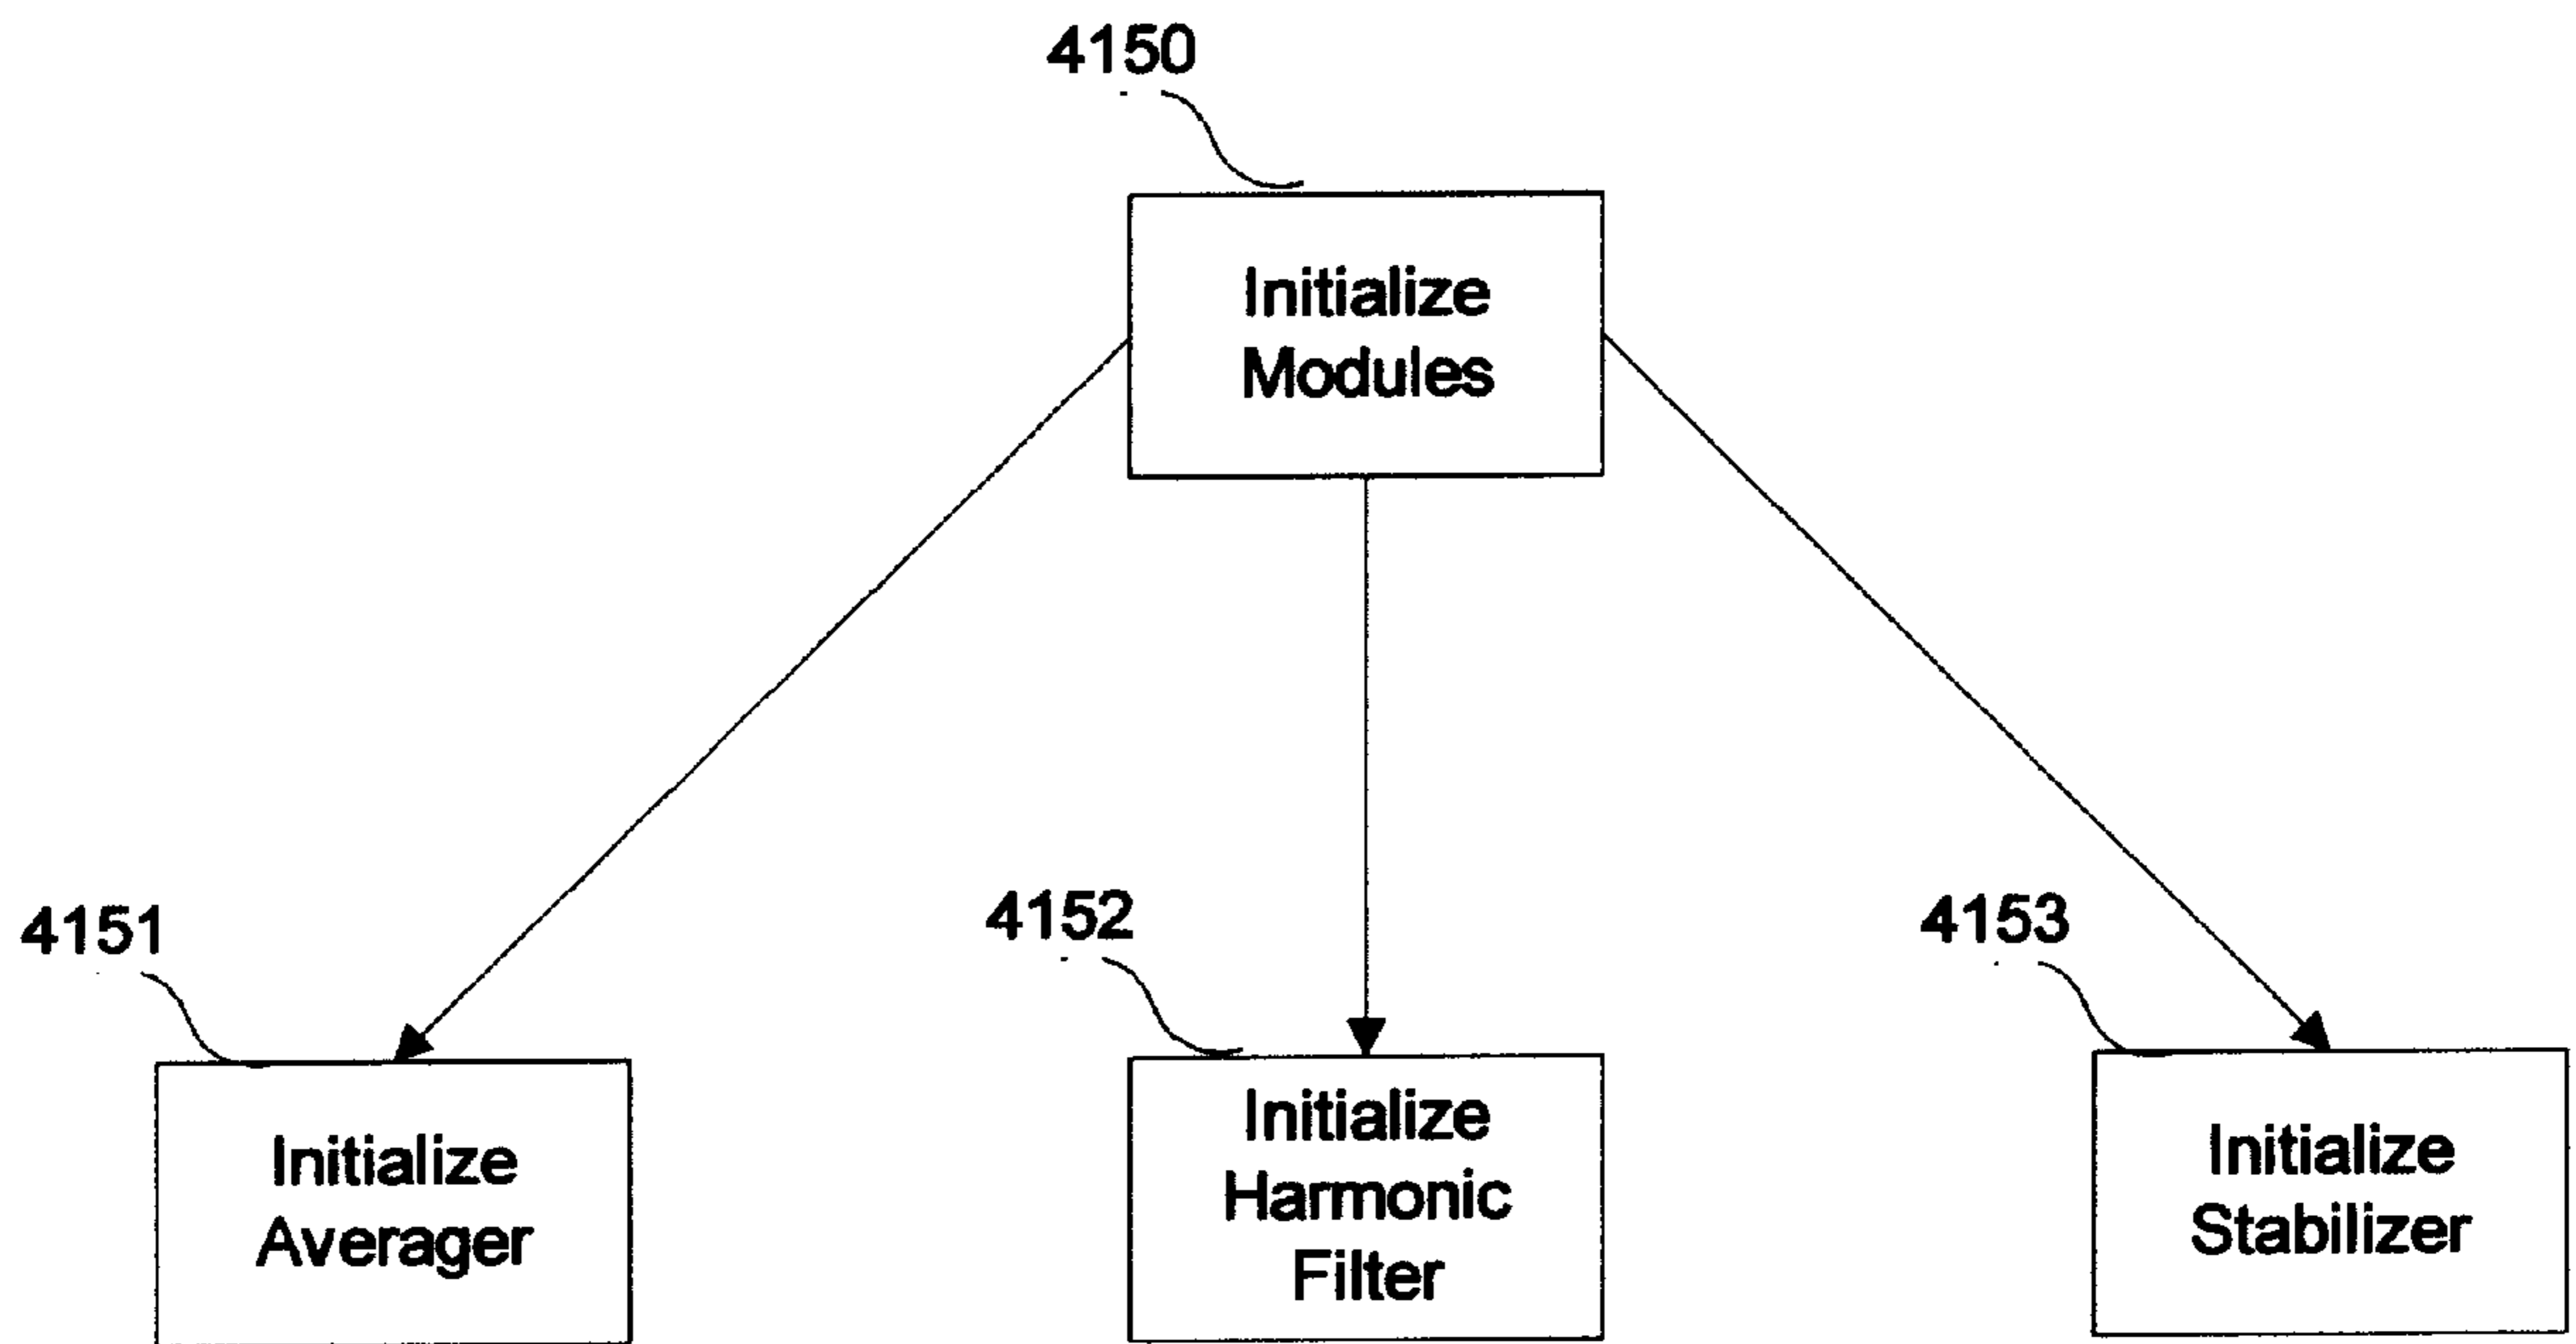 4150
Initialize
Modules
4151
4152
4153
Initialize
Averager
Initialize
Harmonic
Filter
Initialize
Stabilizer